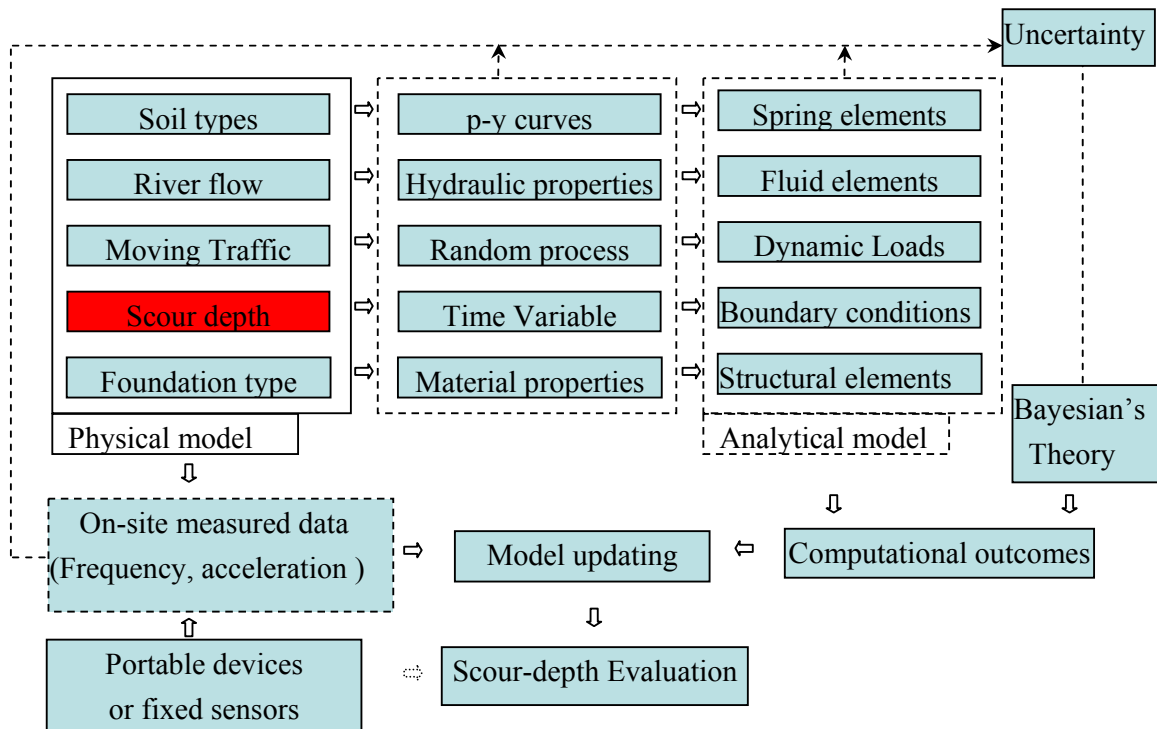 Uncertainty
Soil types
p-y curves
Spring elements
River flow
Hydraulic properties
Fluid elements
Moving Traffic
Random process
Dynamic Loads
Scour depth
Time Variable
Boundary conditions
Foundation type
Material properties
Structural elements
Physical model
Analytical model
Bayesian’s
Theory
On-site measured data
(Frequency, acceleration )
Model updating
Computational outcomes
Portable devices
or fixed sensors
Scour-depth Evaluation